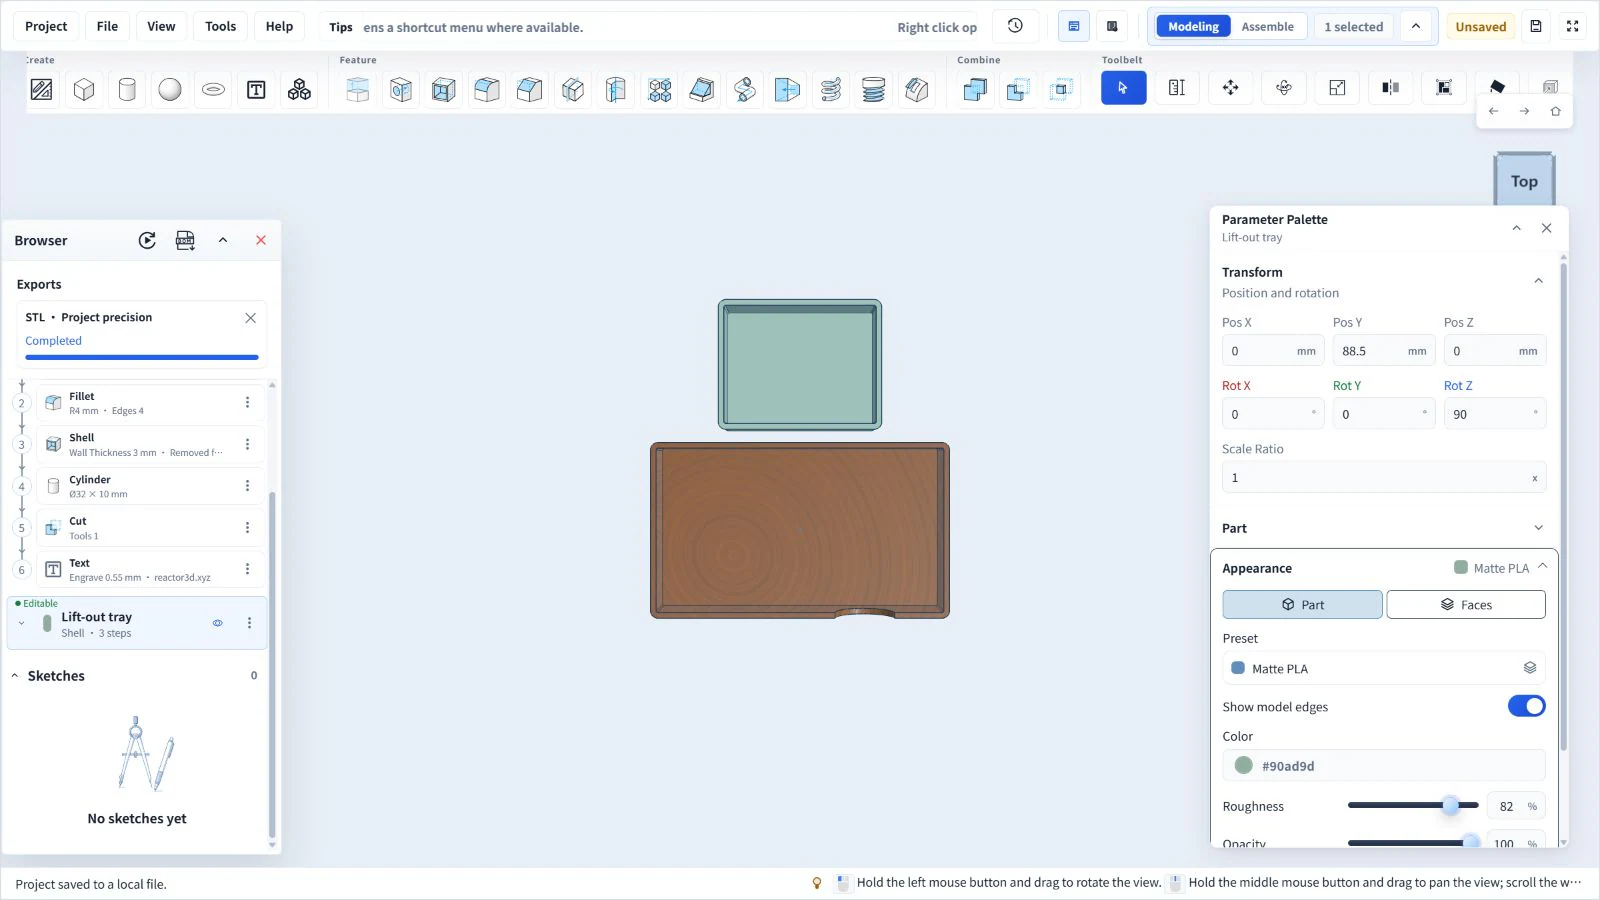 Project
File
View
Tools
Help
Tips
ens a shortcut menu where available.
Right click op
Modeling
Assemble
1 selected
Unsaved
Create
Feature
Combine
Toolbelt
Top
Browser
Exports
STL • Project precision
Completed
2
Fillet
R4 mm • Edges 4
3
Shell
Wall Thickness 3 mm • Removed f···
4
Cylinder
Ø32 × 10 mm
5
Cut
Tools 1
6
Text
Engrave 0.55 mm • reactor3d.xyz
Editable
Lift-out tray
Shell • 3 steps
Sketches
0
No sketches yet
Parameter Palette
Lift-out tray
Transform
Position and rotation
Pos X
Pos Y
Pos Z
0 mm
88.5 mm
0 mm
Rot X
Rot Y
Rot Z
0 °
0 °
90 °
Scale Ratio
1 x
Part
Appearance
Matte PLA
Part
Faces
Preset
Matte PLA
Show model edges
Color
#90ad9d
Roughness
82 %
Opacity
100 %
Project saved to a local file.
Hold the left mouse button and drag to rotate the view.
Hold the middle mouse button and drag to pan the view; scroll the w···